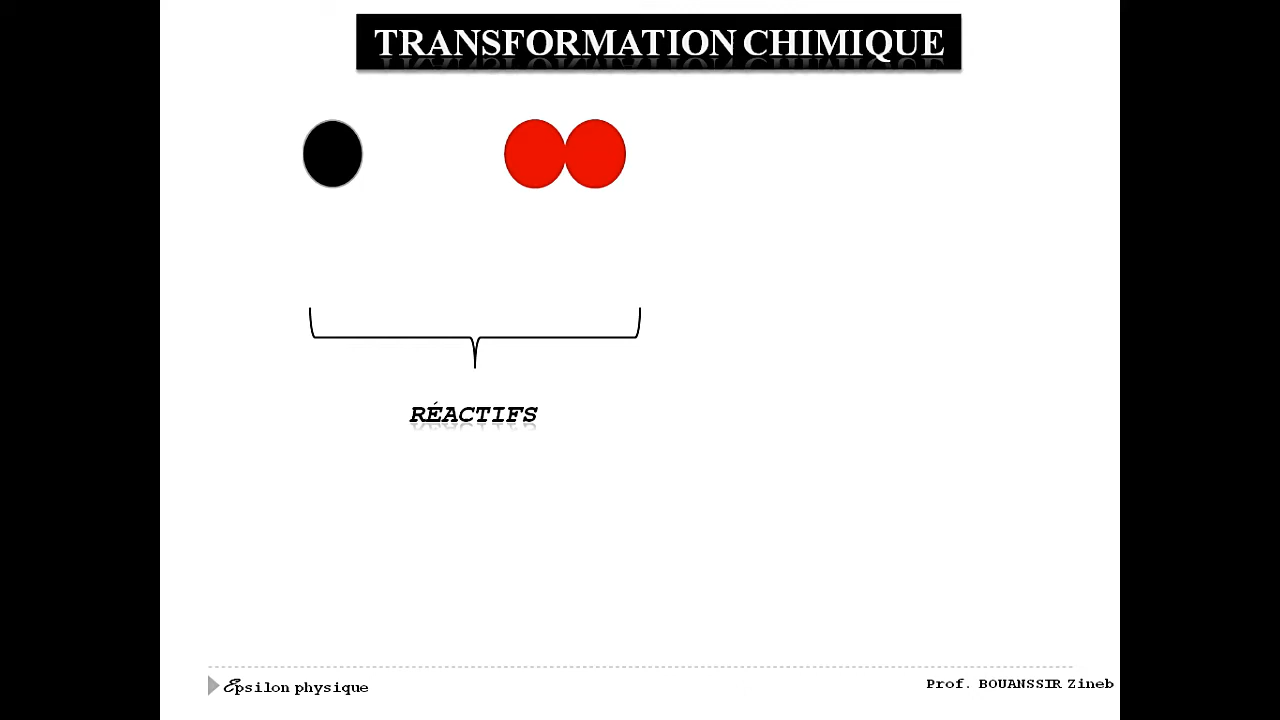 TRANSFORMATION CHIMIQUE
RÉACTIFS
Epsilon physique
Prof. BOUANSSIR Zineb